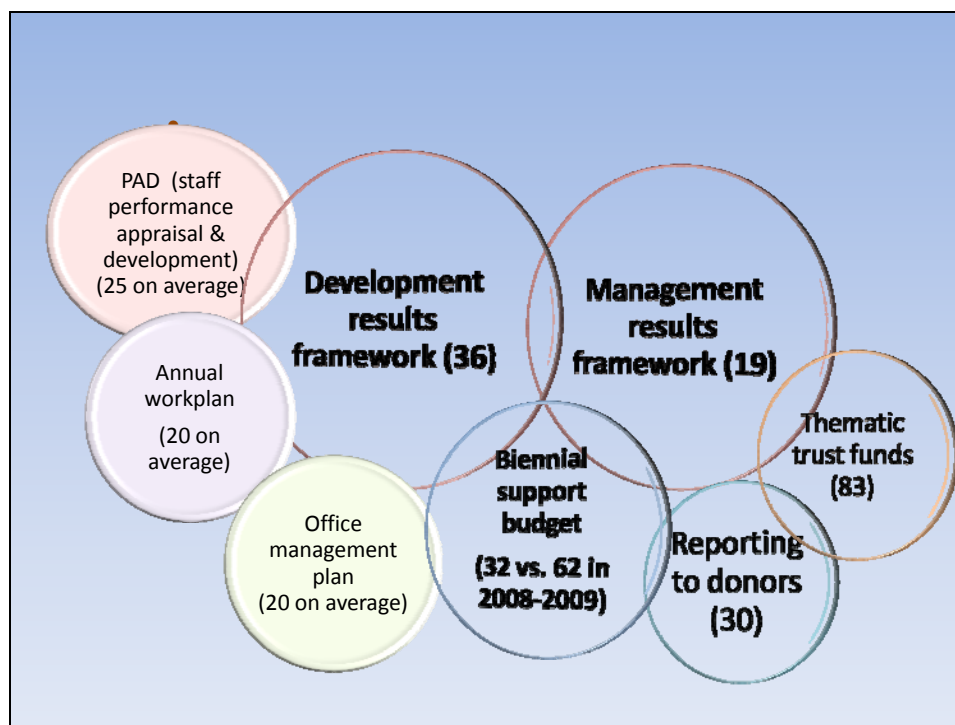 PAD (staff
performance
appraisal &
development)
(25 on average)
Development
results
framework (36)
Management
results
framework (19)
Annual
workplan
(20 on
average)
Thematic
trust funds
(83)
Biennial
support
budget
(32 vs. 62 in
2008-2009)
Office
management
plan
(20 on average)
Reporting
to donors
(30)